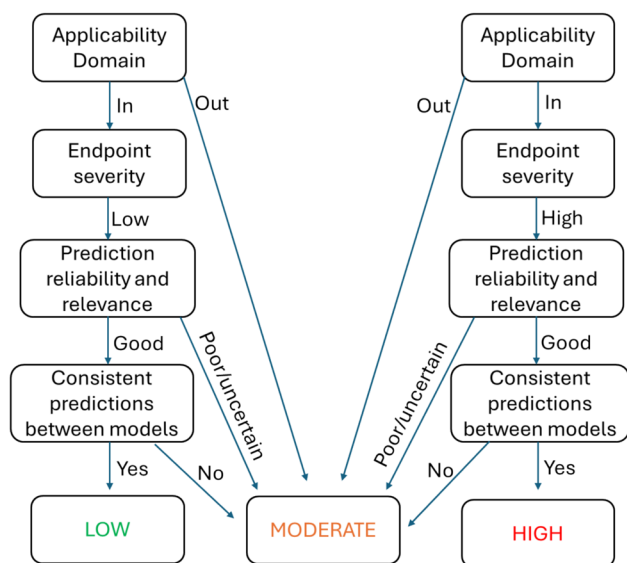 Applicability
Domain
In
Out
Endpoint
severity
Low
Prediction
reliability and
relevance
Good
Poor/uncertain
Consistent
predictions
between models
Yes
No
LOW
MODERATE
Applicability
Domain
Out
In
Endpoint
severity
High
Prediction
reliability and
relevance
Good
Poor/uncertain
Consistent
predictions
between models
No
Yes
HIGH